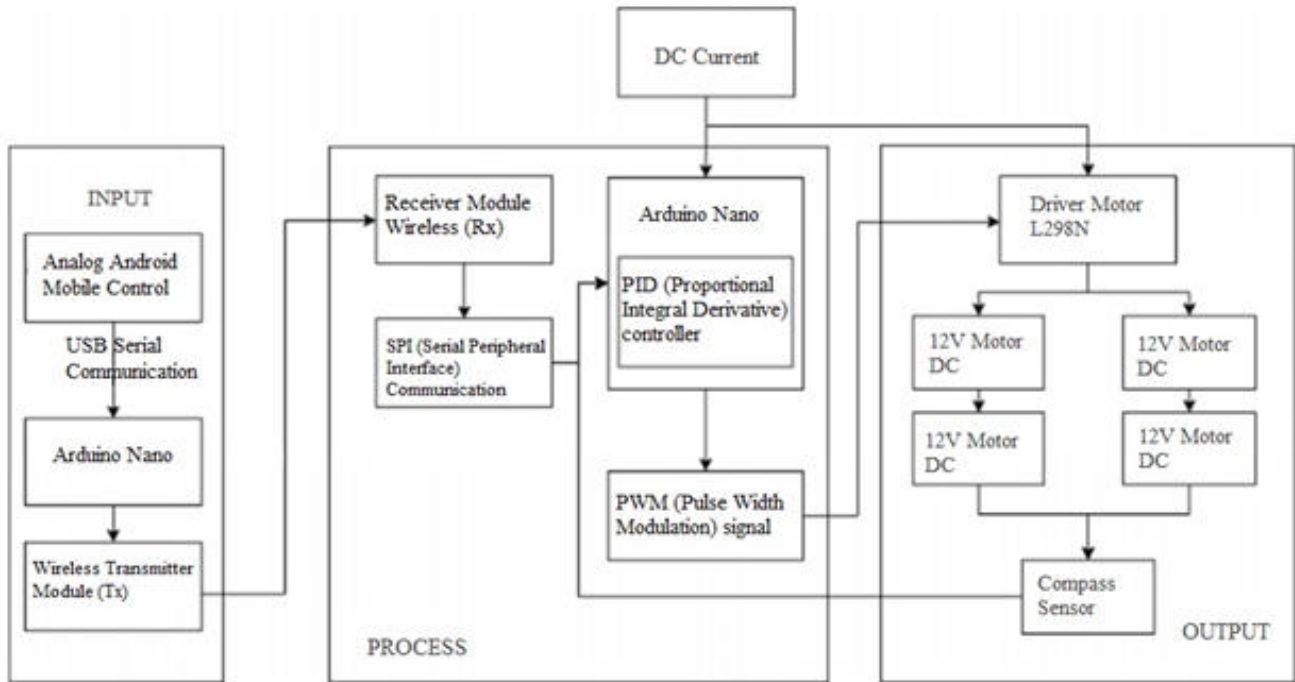 DC Current
INPUT
Analog Android
Mobile Control
USB Serial
Communication
Arduino Nano
Wireless Transmitter
Module (Tx)
Receiver Module
Wireless (Rx)
SPI (Serial Peripheral
Interface)
Communication
Arduino Nano
PID (Proportional
Integral Derivative)
controller
PWM (Pulse Width
Modulation) signal
PROCESS
Driver Motor
L298N
12V Motor
DC
12V Motor
DC
12V Motor
DC
12V Motor
DC
Compass
Sensor
OUTPUT